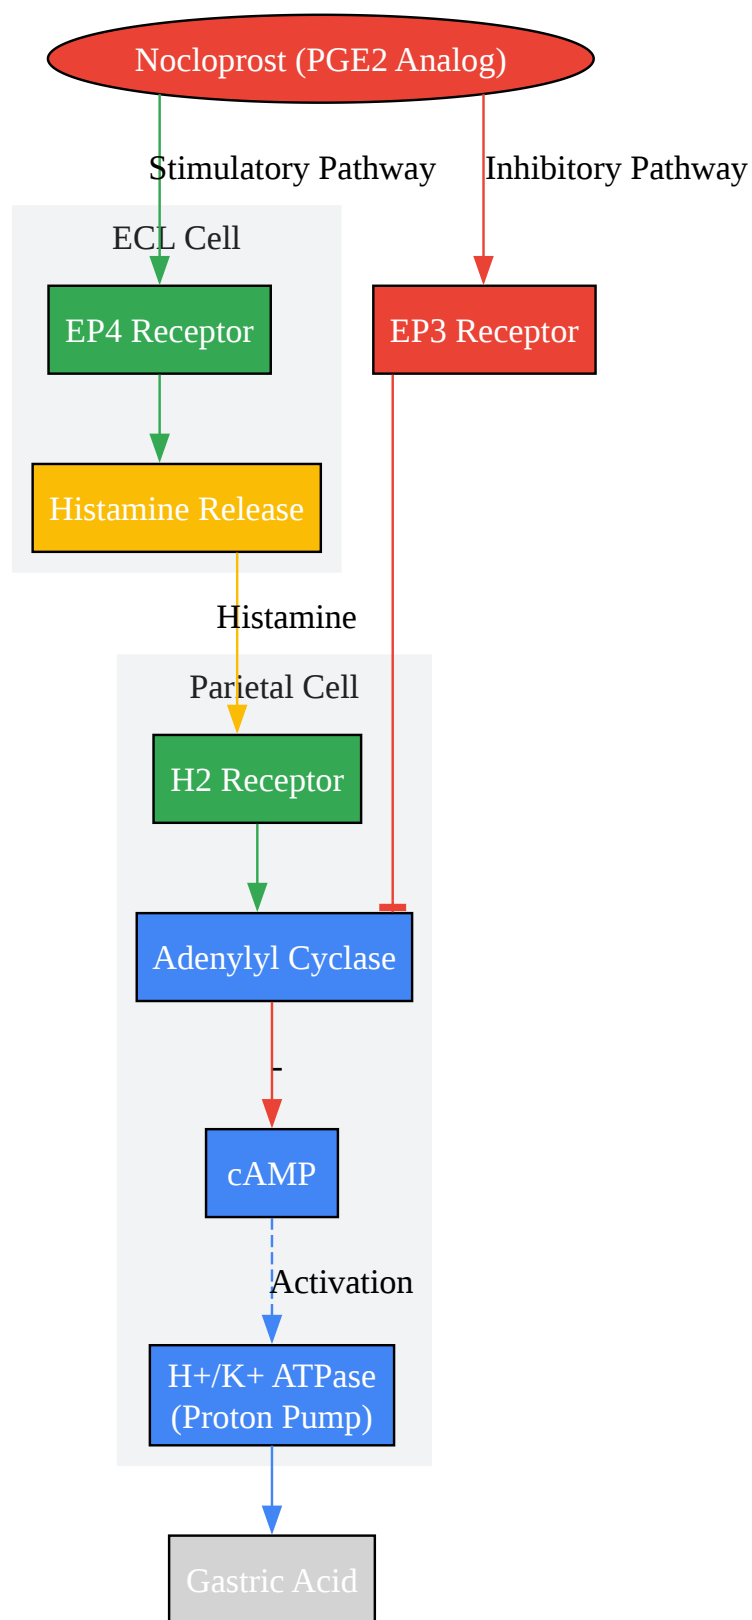 Nocloprost (PGE2 Analog)
Stimulatory Pathway
Inhibitory Pathway
ECL Cell
EP4 Receptor
EP3 Receptor
Histamine Release
Histamine
Parietal Cell
H2 Receptor
Adenylyl Cyclase
-
cAMP
Activation
H+/K+ ATPase
(Proton Pump)
Gastric Acid